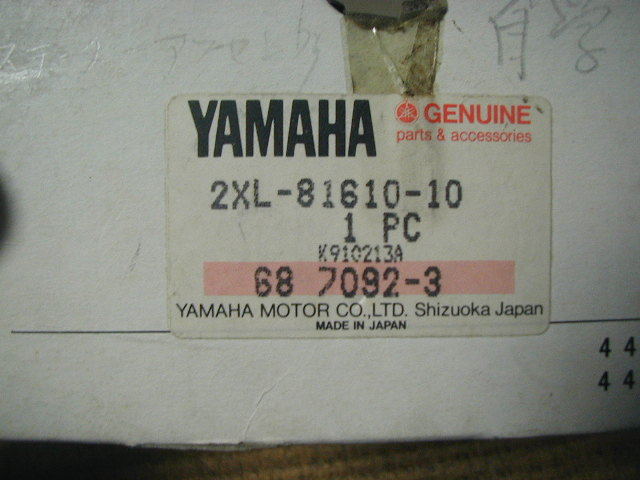 YAMAHA
GENUINE
parts & accessories
2XL-81610-10
1 PC
K910213A
68 7092-3
YAMAHA MOTOR CO.,LTD. Shizuoka Japan
MADE IN JAPAN
4 4
4 4